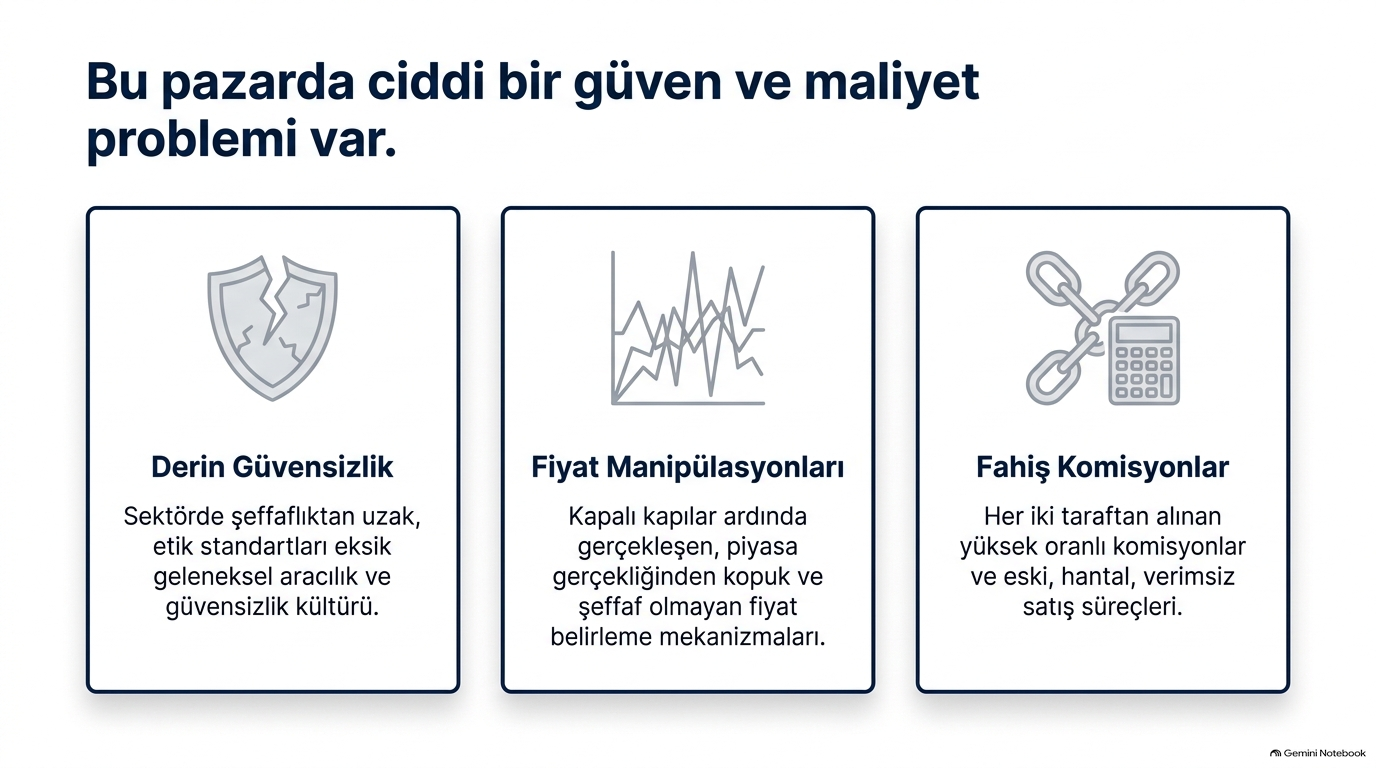 Bu pazarda ciddi bir güven ve maliyet
problemi var.
Derin Güvensizlik
Sektörde şeffaflıktan uzak,
etik standartları eksik
geleneksel aracılık ve
güvensizlik kültürü.
Fiyat Manipülasyonları
Kapalı kapılar ardında
gerçekleşen, piyasa
gerçekliğinden kopuk ve
şeffaf olmayan fiyat
belirleme mekanizmaları.
Fahiş Komisyonlar
Her iki taraftan alınan
yüksek oranlı komisyonlar
ve eski, hantal, verimsiz
satış süreçleri.
Gemini Notebook